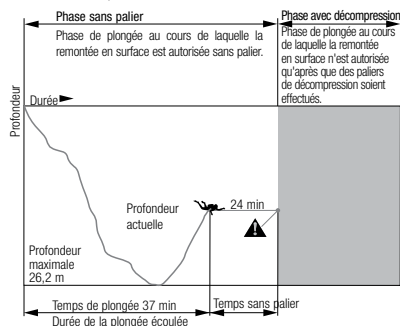 Phase sans palier
Phase de plongée au cours de laquelle la
remontée en surface est autorisée sans palier.
Phase avec décompression
Phase de plongée au cours
de laquelle la remontée
en surface n'est autorisée
qu'après que des paliers
de décompression soient
effectués.
Profondeur
Durée
Profondeur
actuelle
24 min
Profondeur
maximale
26,2 m
Temps de plongée 37 min
Durée de la plongée écoulée
Temps sans palier